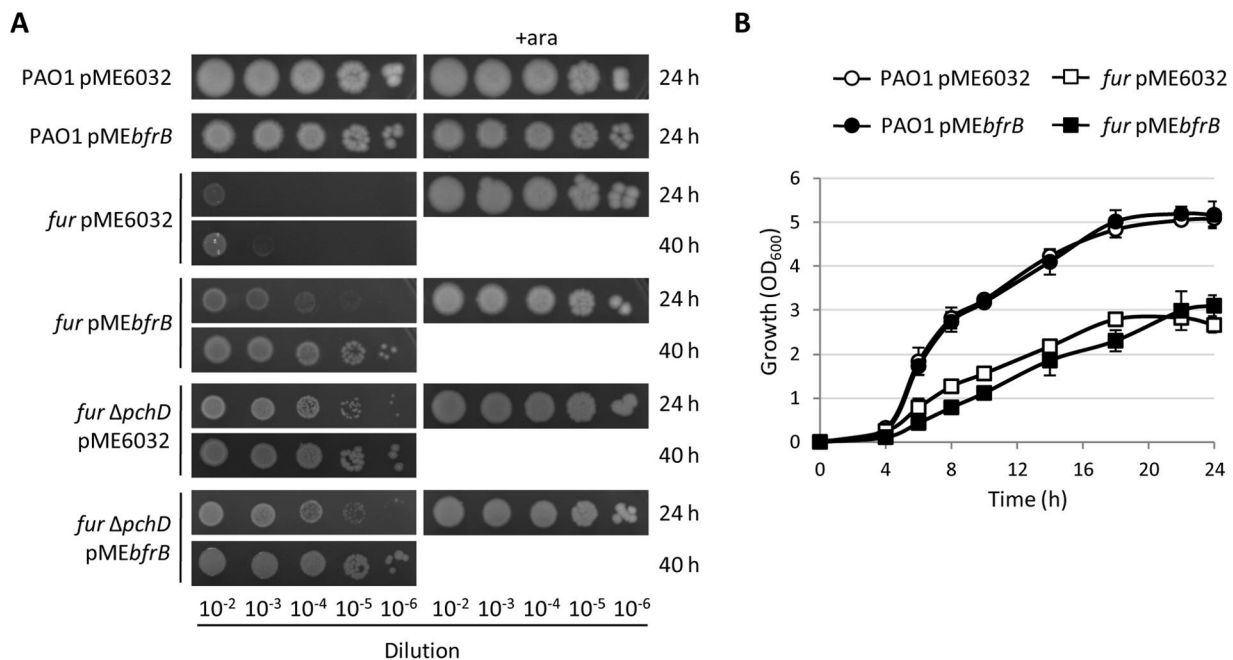 A
+ara
PAO1 pME6032
24 h
PAO1 pMEbfrB
24 h
fur pME6032
24 h
40 h
fur pMEbfrB
24 h
40 h
fur ΔpchD
pME6032
24 h
40 h
fur ΔpchD
pMEbfrB
24 h
40 h
10⁻² 10⁻³ 10⁻⁴ 10⁻⁵ 10⁻⁶ 10⁻² 10⁻³ 10⁻⁴ 10⁻⁵ 10⁻⁶
Dilution
B
PAO1 pME6032 fur pME6032
PAO1 pMEbfrB fur pMEbfrB
Growth (OD₆₀₀)
6
5
4
3
2
1
0
0 4 8 12 16 20 24
Time (h)